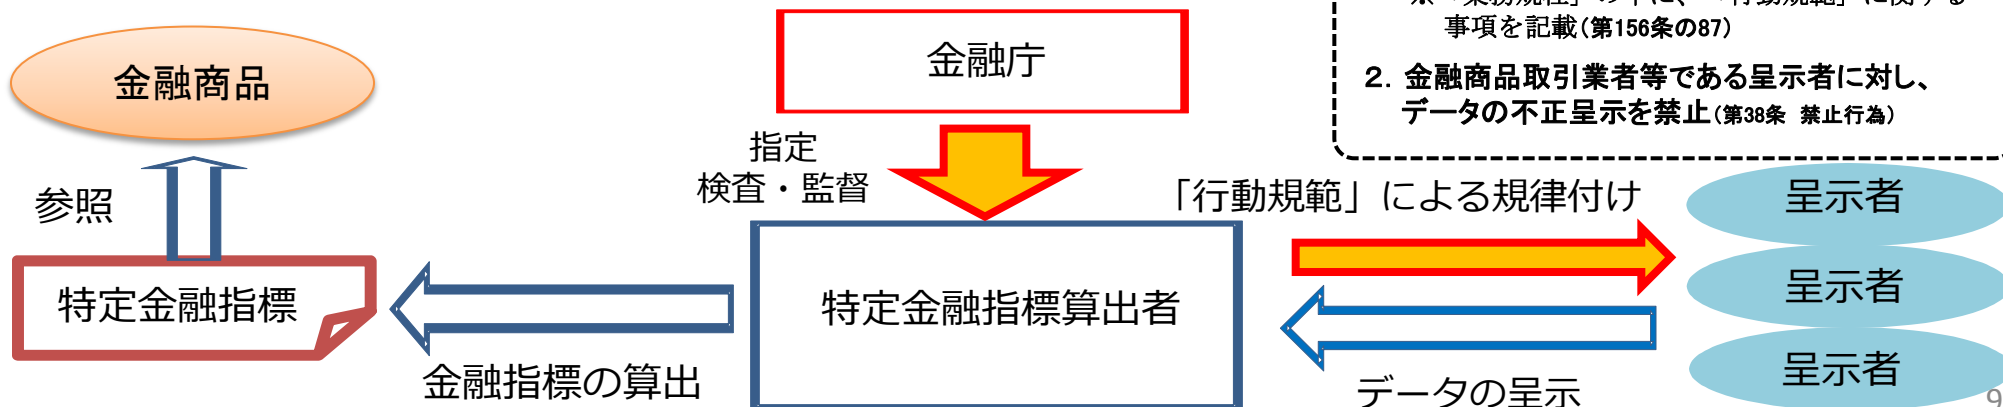 事項を記載(第156条の87)
2. 金融商品取引業者等である呈示者に対し、
データの不正呈示を禁止(第38条 禁止行為)
金融庁
金融商品
指定
検査・監督
参照
「行動規範」による規律付け
呈示者
特定金融指標
特定金融指標算出者
呈示者
金融指標の算出
データの呈示
呈示者
9